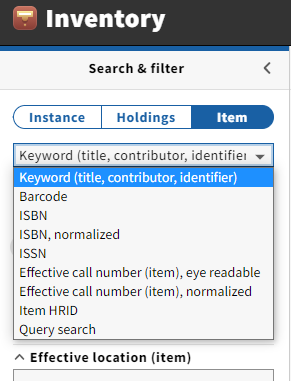 Inventory
Search & filter
Instance Holdings Item
Keyword (title, contributor, identifier
Keyword (title, contributor, identifier)
Barcode
ISBN
ISBN, normalized
ISSN
Effective call number (item), eye readable
Effective call number (item), normalized
Item HRID
Query search
Effective location (item)